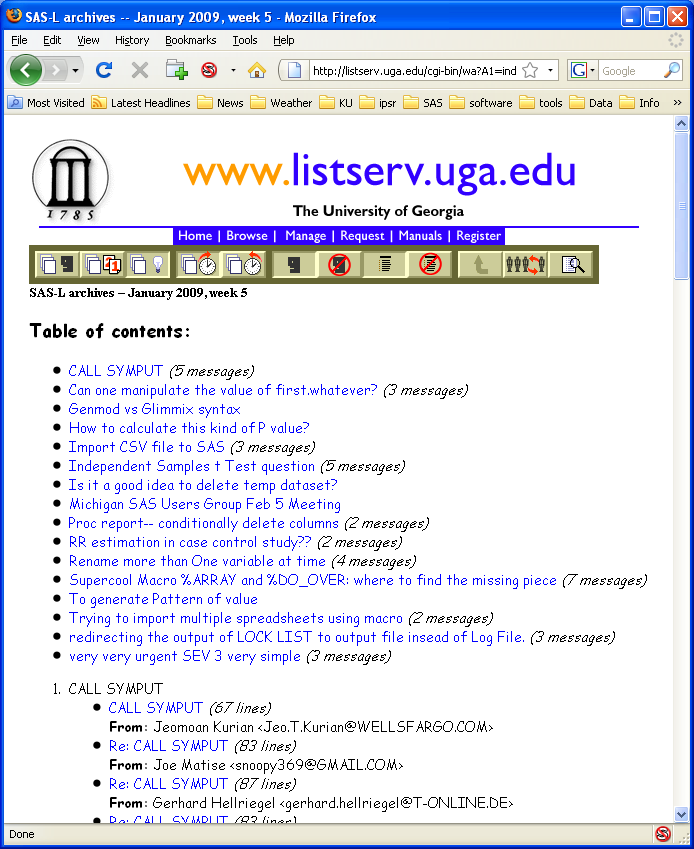 SAS-L archives -- January 2009, week 5 - Mozilla Firefox
File Edit View History Bookmarks Tools Help
http://listserv.uga.edu/cgi-bin/wa?A1=ind
Google
Most Visited Latest Headlines News Weather KU ipsr SAS software tools Data Info »
www.listserv.uga.edu
1785
The University of Georgia
Home | Browse | Manage | Request | Manuals | Register
SAS-L archives -- January 2009, week 5
Table of contents:
• CALL SYMPUT (5 messages)
• Can one manipulate the value of first.whatever? (3 messages)
• Genmod vs Glimmix syntax
• How to calculate this kind of P value?
• Import CSV file to SAS (3 messages)
• Independent Samples t Test question (5 messages)
• Is it a good idea to delete temp dataset?
• Michigan SAS Users Group Feb 5 Meeting
• Proc report-- conditionally delete columns (2 messages)
• RR estimation in case control study?? (2 messages)
• Rename more than One variable at time (4 messages)
• Supercool Macro %ARRAY and %DO_OVER: where to find the missing piece (7 messages)
• To generate Pattern of value
• Trying to import multiple spreadsheets using macro (2 messages)
• redirecting the output of LOCK LIST to output file insead of Log File. (3 messages)
• very very urgent SEV 3 very simple (3 messages)
1. CALL SYMPUT
• CALL SYMPUT (67 lines)
From: Jeomoan Kurian <Jeo.T.Kurian@WELLSFARGO.COM>
• Re: CALL SYMPUT (83 lines)
From: Joe Matise <snoopy369@GMAIL.COM>
• Re: CALL SYMPUT (87 lines)
From: Gerhard Hellriegel <gerhard.hellriegel@T-ONLINE.DE>
• Re: CALL SYMPUT (83 lines)
Done